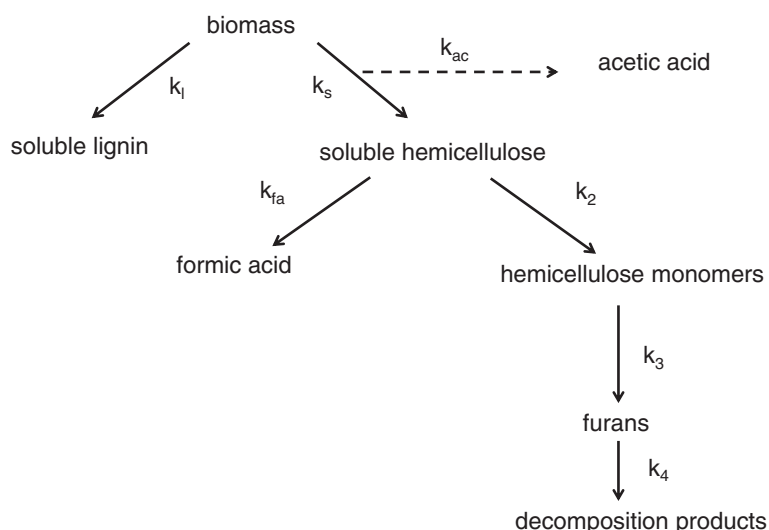 biomass
k_ac
acetic acid
k_l
k_s
soluble lignin
soluble hemicellulose
k_fa
k_2
formic acid
hemicellulose monomers
k_3
furans
k_4
decomposition products